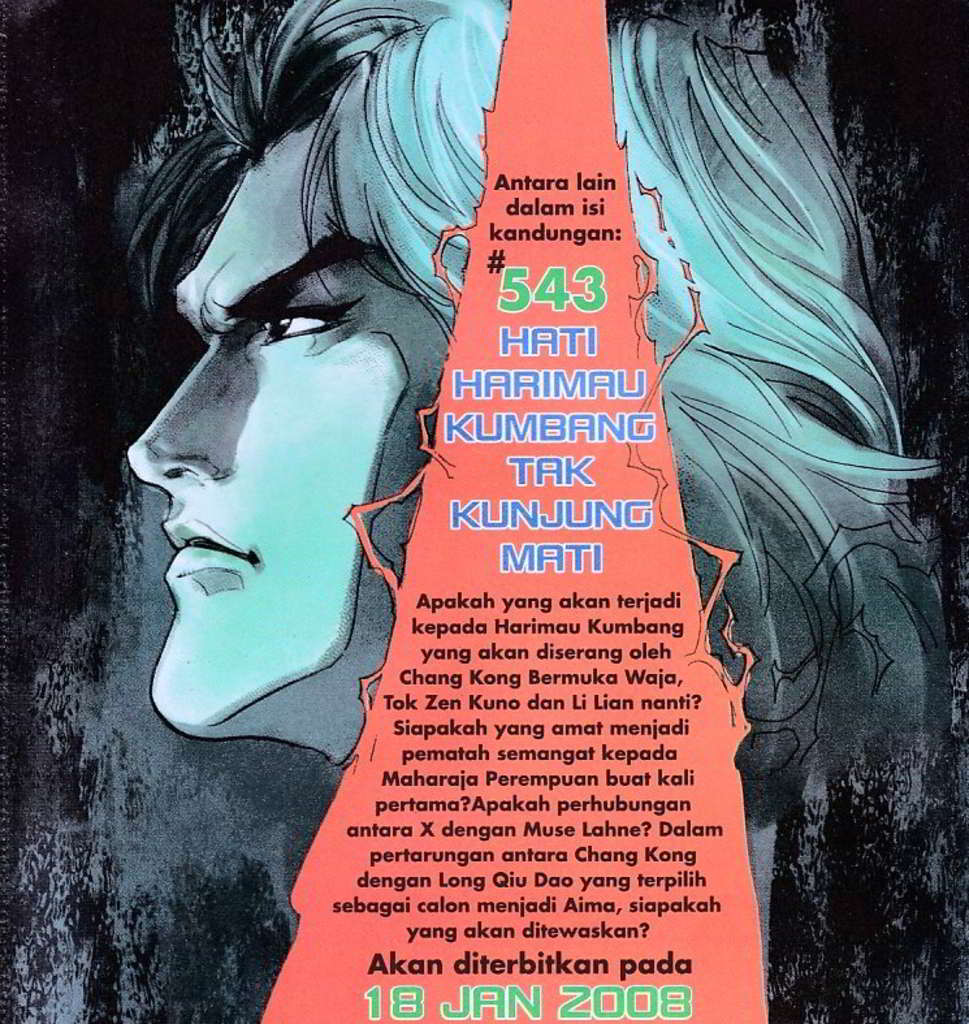 Antara lain
dalam isi
kandungan:
#543
HATI
HARIMAU
KUMBANG
TAK
KUNJUNG
MATI
Apakah yang akan terjadi
kepada Harimau Kumbang
yang akan diserang oleh
Chang Kong Bermuka Waja,
Tok Zen Kuno dan Li Lian nanti?
Siapakah yang amat menjadi
pematah semangat kepada
Maharaja Perempuan buat kali
pertama?Apakah perhubungan
antara X dengan Muse Lahne? Dalam
pertarungan antara Chang Kong
dengan Long Qiu Dao yang terpilih
sebagai calon menjadi Aima, siapakah
yang akan ditewaskan?
Akan diterbitkan pada
18 JAN 2008